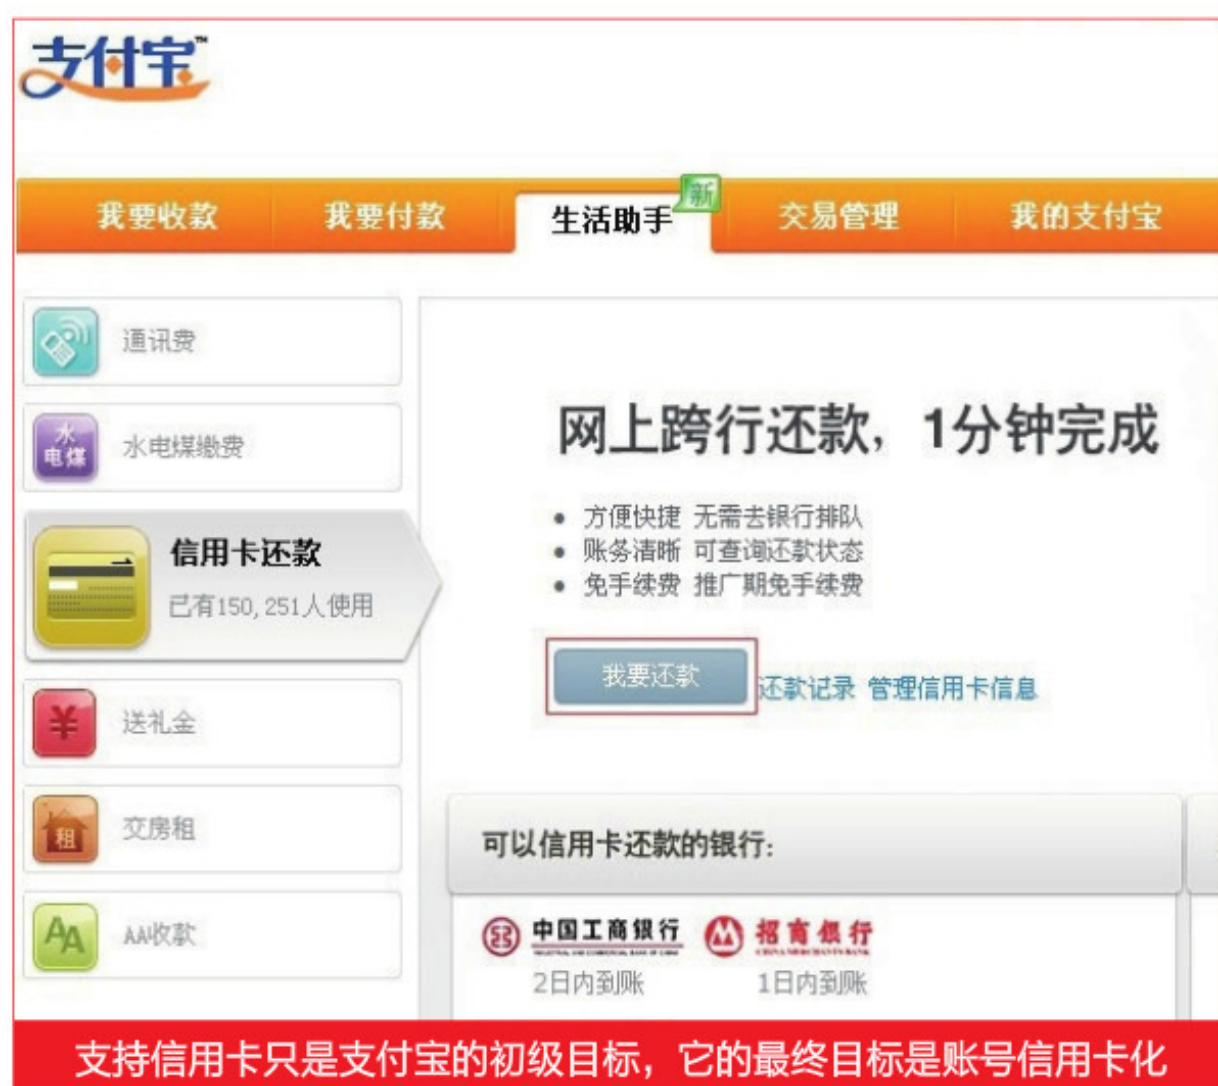 支付宝™
我要收款 我要付款 生活助手 新 交易管理 我的支付宝
通讯费
水电煤
水电煤缴费
信用卡还款
已有150,251人使用
¥
送礼金
租
交房租
AA
AA收款
网上跨行还款，1分钟完成
• 方便快捷 无需去银行排队
• 账务清晰 可查询还款状态
• 免手续费 推广期免手续费
我要还款 还款记录 管理信用卡信息
可以信用卡还款的银行:
中国工商银行 招商银行
CHINA MERCHANTS BANK
2日内到账 1日内到账
支持信用卡只是支付宝的初级目标，它的最终目标是账号信用卡化